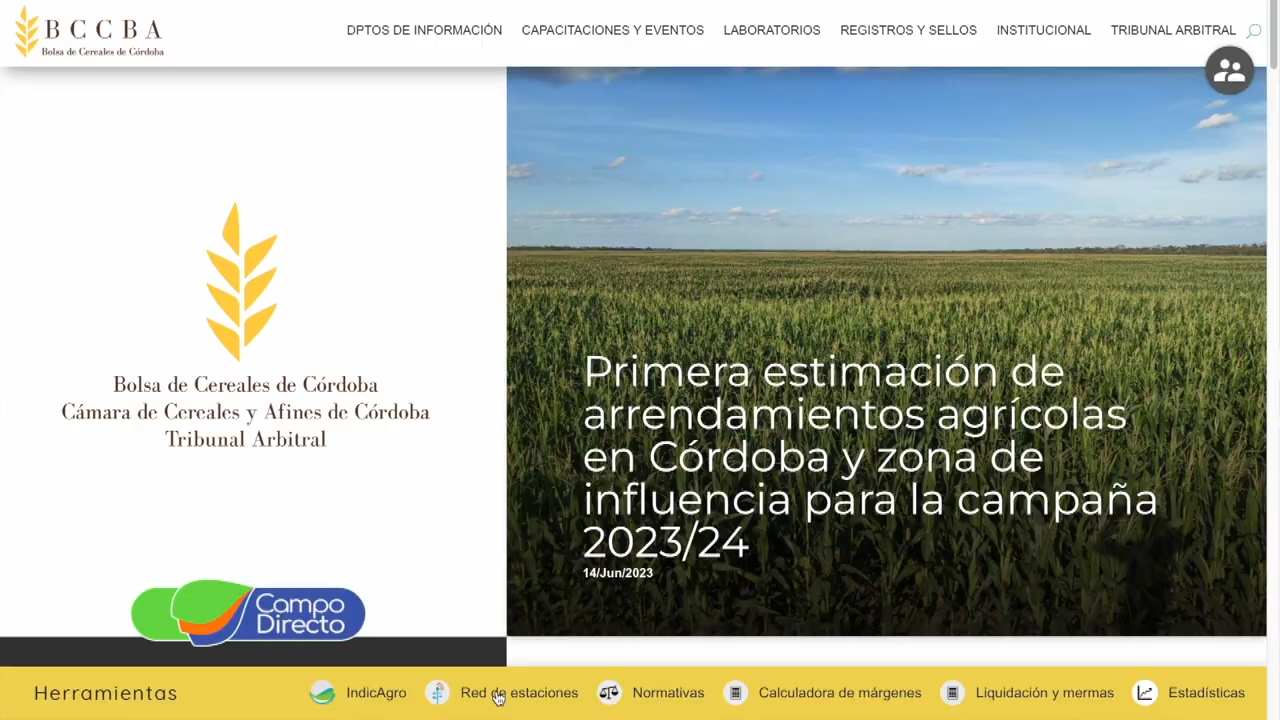 BCCBA
Bolsa de Cereales de Córdoba
DPTOS DE INFORMACIÓN
CAPACITACIONES Y EVENTOS
LABORATORIOS
REGISTROS Y SELLOS
INSTITUCIONAL
TRIBUNAL ARBITRAL
Bolsa de Cereales de Córdoba
Cámara de Cereales y Afines de Córdoba
Tribunal Arbitral
Campo
Directo
Primera estimación de
arrendamientos agrícolas
en Córdoba y zona de
influencia para la campaña
2023/24
14/Jun/2023
Herramientas
IndicAgro
Red de estaciones
Normativas
Calculadora de márgenes
Liquidación y mermas
Estadísticas